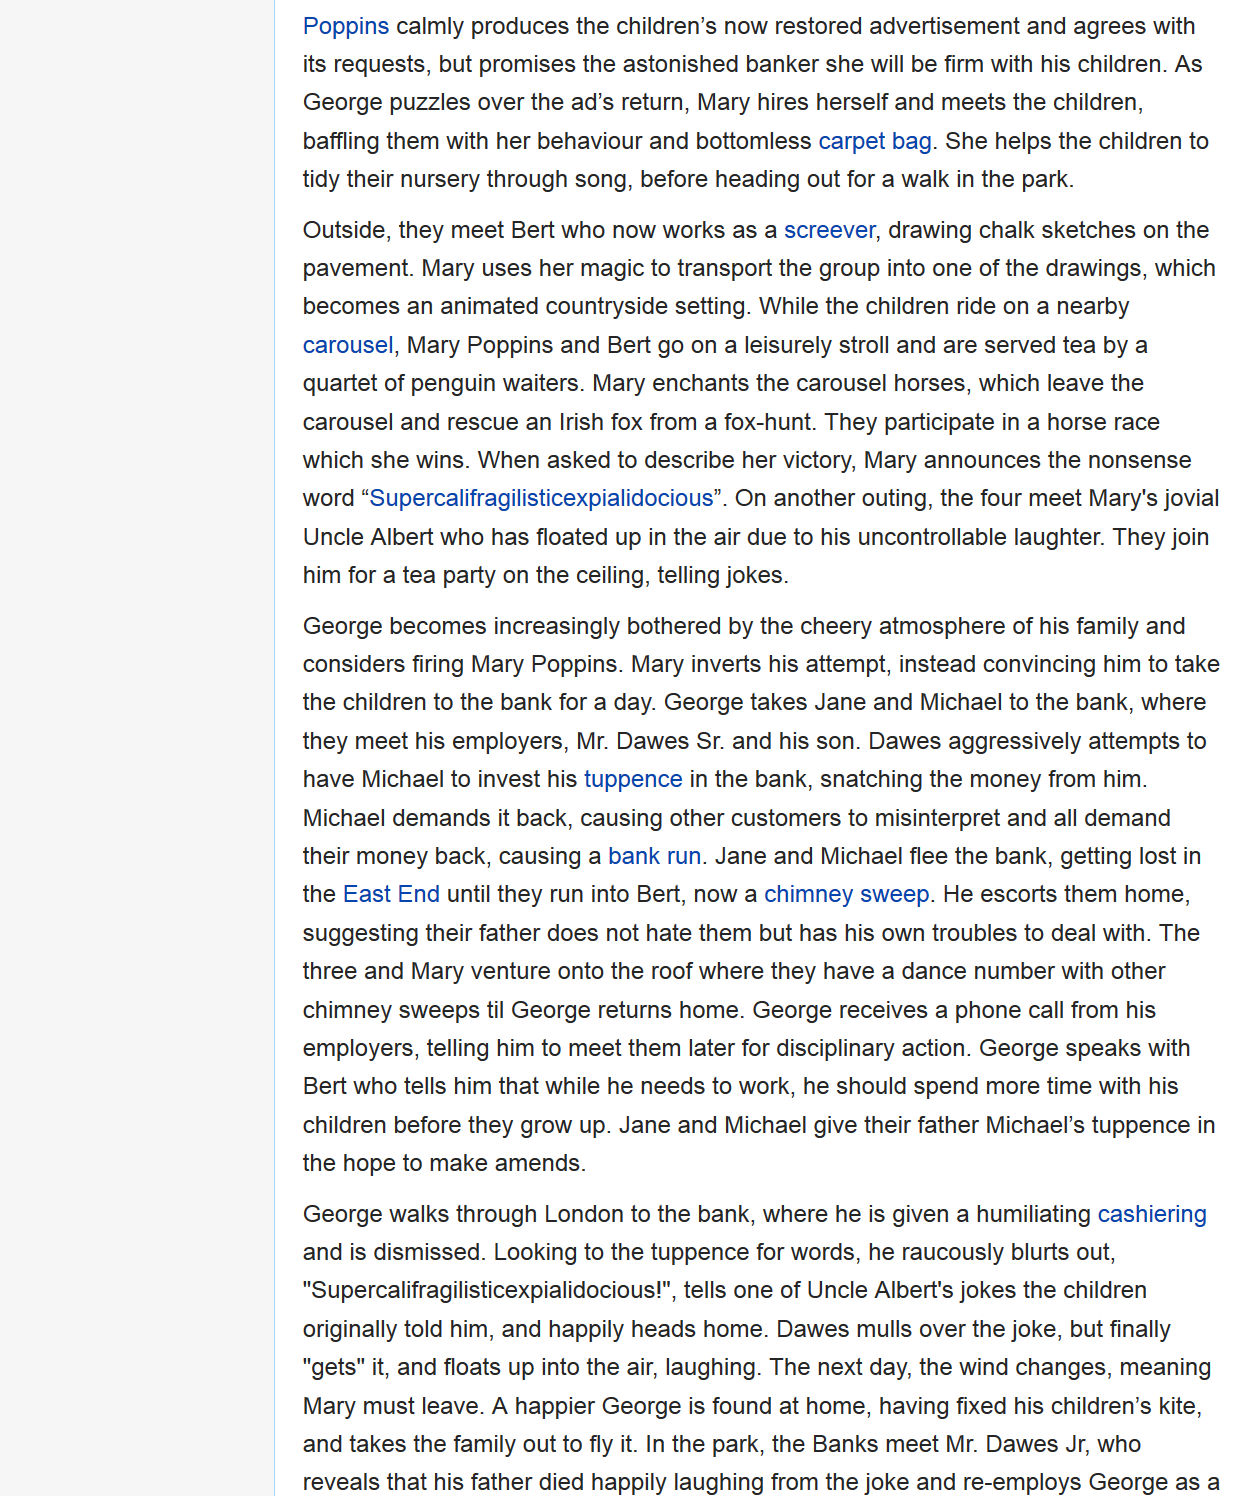 Poppins calmly produces the children’s now restored advertisement and agrees with
its requests, but promises the astonished banker she will be firm with his children. As
George puzzles over the ad’s return, Mary hires herself and meets the children,
baffling them with her behaviour and bottomless carpet bag. She helps the children to
tidy their nursery through song, before heading out for a walk in the park.
Outside, they meet Bert who now works as a screever, drawing chalk sketches on the
pavement. Mary uses her magic to transport the group into one of the drawings, which
becomes an animated countryside setting. While the children ride on a nearby
carousel, Mary Poppins and Bert go on a leisurely stroll and are served tea by a
quartet of penguin waiters. Mary enchants the carousel horses, which leave the
carousel and rescue an Irish fox from a fox-hunt. They participate in a horse race
which she wins. When asked to describe her victory, Mary announces the nonsense
word “Supercalifragilisticexpialidocious”. On another outing, the four meet Mary's jovial
Uncle Albert who has floated up in the air due to his uncontrollable laughter. They join
him for a tea party on the ceiling, telling jokes.
George becomes increasingly bothered by the cheery atmosphere of his family and
considers firing Mary Poppins. Mary inverts his attempt, instead convincing him to take
the children to the bank for a day. George takes Jane and Michael to the bank, where
they meet his employers, Mr. Dawes Sr. and his son. Dawes aggressively attempts to
have Michael to invest his tuppence in the bank, snatching the money from him.
Michael demands it back, causing other customers to misinterpret and all demand
their money back, causing a bank run. Jane and Michael flee the bank, getting lost in
the East End until they run into Bert, now a chimney sweep. He escorts them home,
suggesting their father does not hate them but has his own troubles to deal with. The
three and Mary venture onto the roof where they have a dance number with other
chimney sweeps til George returns home. George receives a phone call from his
employers, telling him to meet them later for disciplinary action. George speaks with
Bert who tells him that while he needs to work, he should spend more time with his
children before they grow up. Jane and Michael give their father Michael’s tuppence in
the hope to make amends.
George walks through London to the bank, where he is given a humiliating cashiering
and is dismissed. Looking to the tuppence for words, he raucously blurts out,
"Supercalifragilisticexpialidocious!", tells one of Uncle Albert's jokes the children
originally told him, and happily heads home. Dawes mulls over the joke, but finally
"gets" it, and floats up into the air, laughing. The next day, the wind changes, meaning
Mary must leave. A happier George is found at home, having fixed his children’s kite,
and takes the family out to fly it. In the park, the Banks meet Mr. Dawes Jr, who
reveals that his father died happily laughing from the joke and re-employs George as a